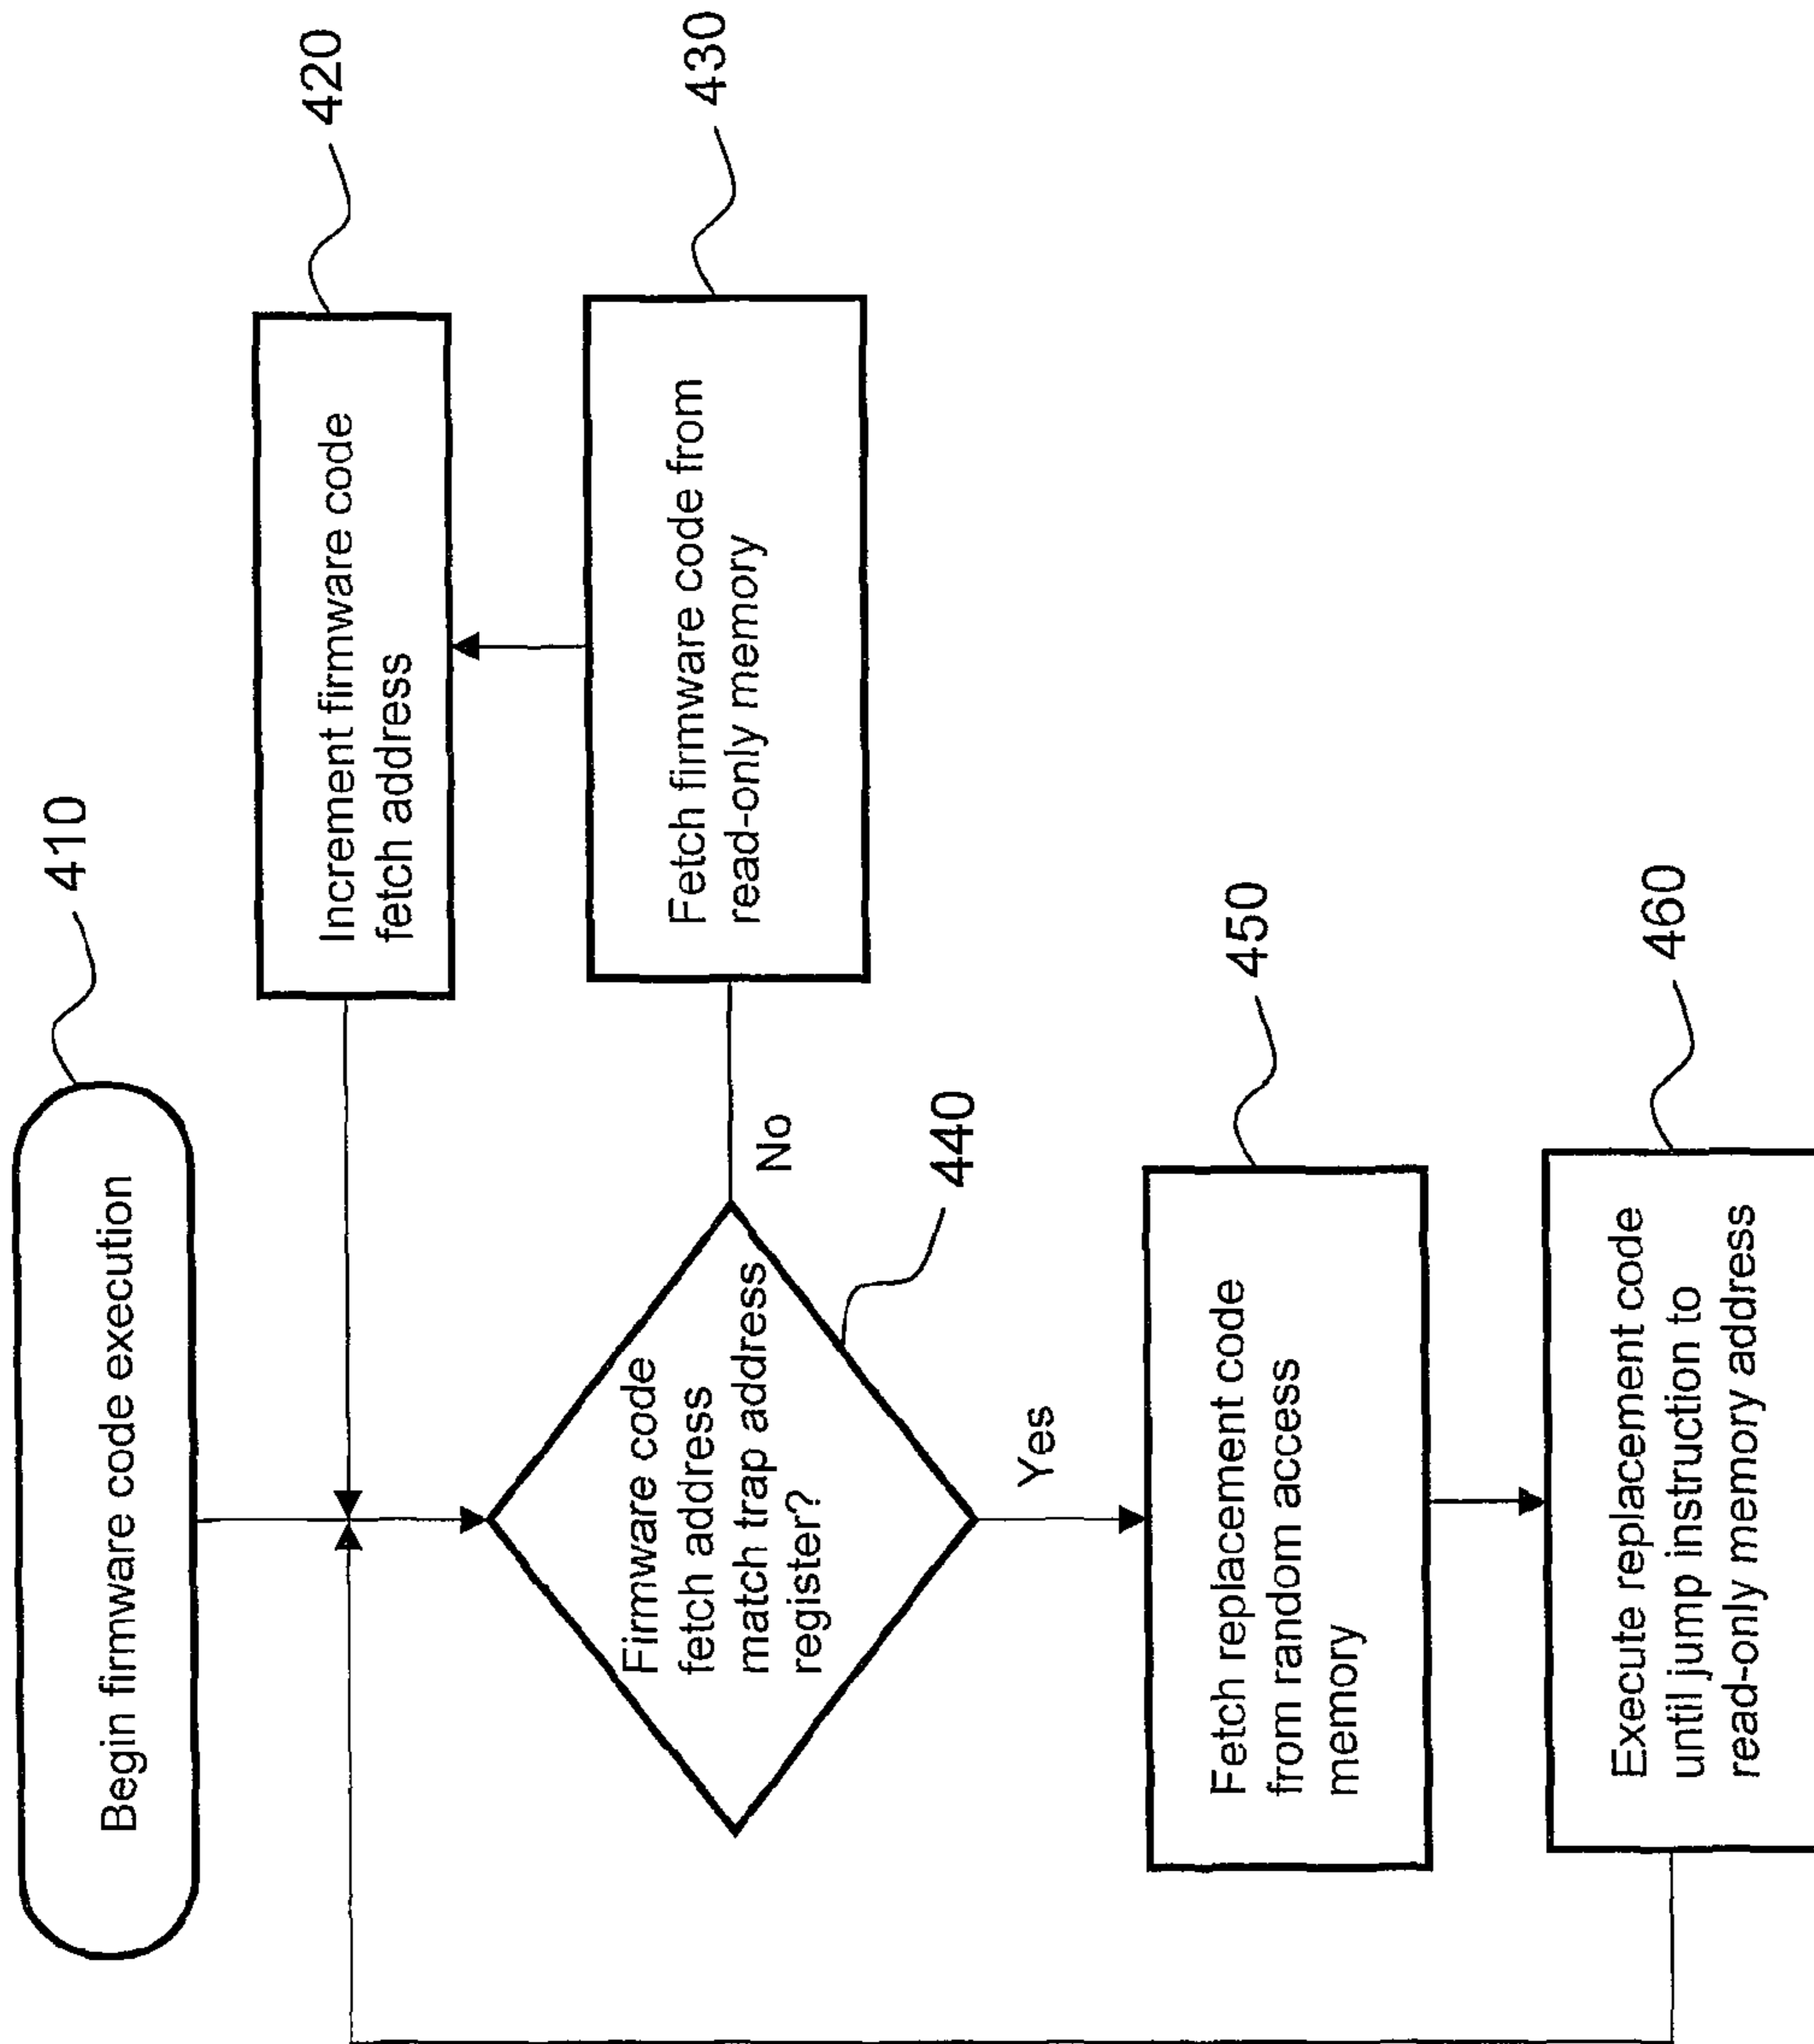 Begin firmware code execution
410
Increment firmware code
fetch address
420
Fetch firmware code from
read-only memory
430
Firmware code
fetch address
match trap address
register?
440
No
Yes
Fetch replacement code
from random access
memory
450
Execute replacement code
until jump instruction to
read-only memory address
460